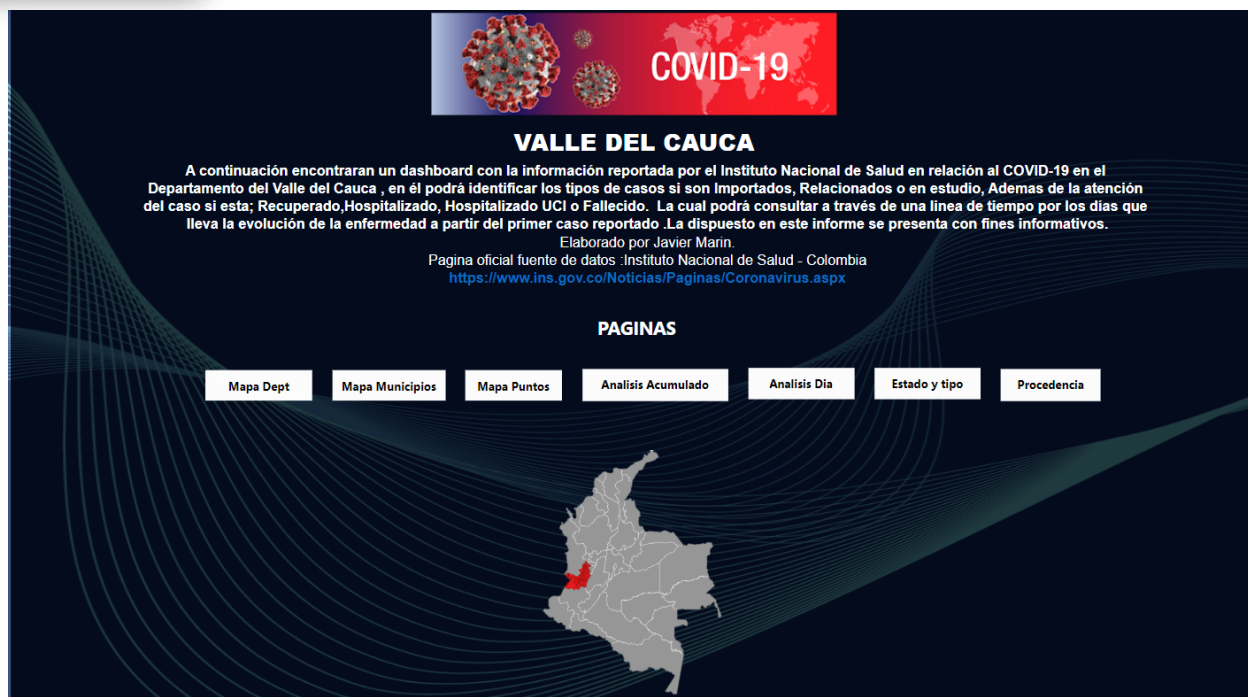 COVID-19
VALLE DEL CAUCA
A continuación encontraran un dashboard con la información reportada por el Instituto Nacional de Salud en relación al COVID-19 en el
Departamento del Valle del Cauca , en él podrá identificar los tipos de casos si son Importados, Relacionados o en estudio, Ademas de la atención
del caso si esta; Recuperado,Hospitalizado, Hospitalizado UCI o Fallecido.  La cual podrá consultar a través de una linea de tiempo por los días que
lleva la evolución de la enfermedad a partir del primer caso reportado .La dispuesto en este informe se presenta con fines informativos.
Elaborado por Javier Marin.
Pagina oficial fuente de datos :Instituto Nacional de Salud - Colombia
https://www.ins.gov.co/Noticias/Paginas/Coronavirus.aspx
PAGINAS
Mapa Dept
Mapa Municipios
Mapa Puntos
Analisis Acumulado
Analisis Dia
Estado y tipo
Procedencia